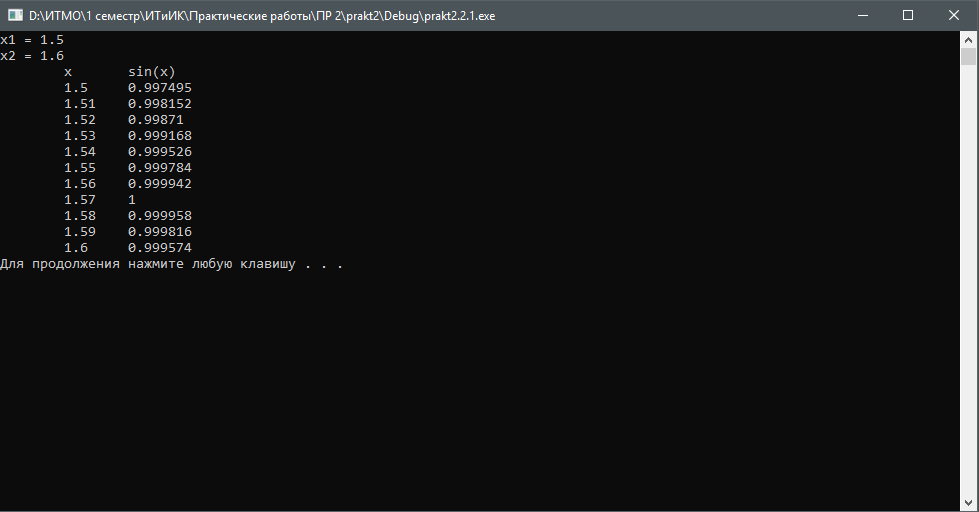 D:\ИТМО\1 семестр\ИТиИК\Практические работы\ПР 2\prakt2\Debug\prakt2.2.1.exe
x1 = 1.5
x2 = 1.6
x sin(x)
1.5 0.997495
1.51 0.998152
1.52 0.99871
1.53 0.999168
1.54 0.999526
1.55 0.999784
1.56 0.999942
1.57 1
1.58 0.999958
1.59 0.999816
1.6 0.999574
Для продолжения нажмите любую клавишу . . .